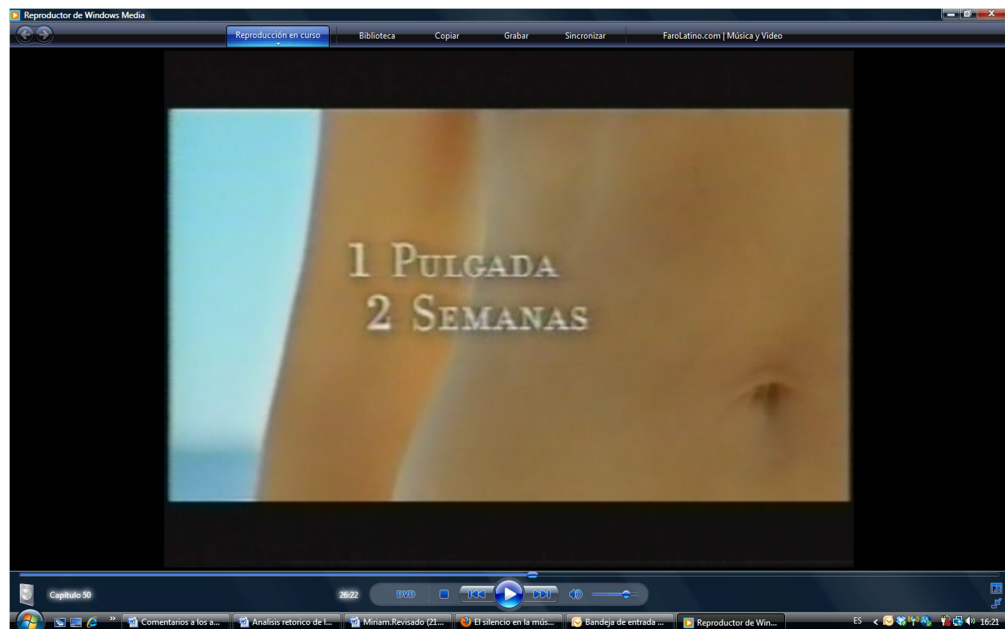 Reproductor de Windows Media
Reproducción en curso
Biblioteca
Copiar
Grabar
Sincronizar
FaroLatino.com | Música y Video
1 PULGADA
2 SEMANAS
Capítulo 50
26:22
DVD
Comentarios a los a...
Analisis retorico de l...
Miriam.Revisado (21...
El silencio en la mús...
Bandeja de entrada ...
Reproductor de Win...
ES
16:21